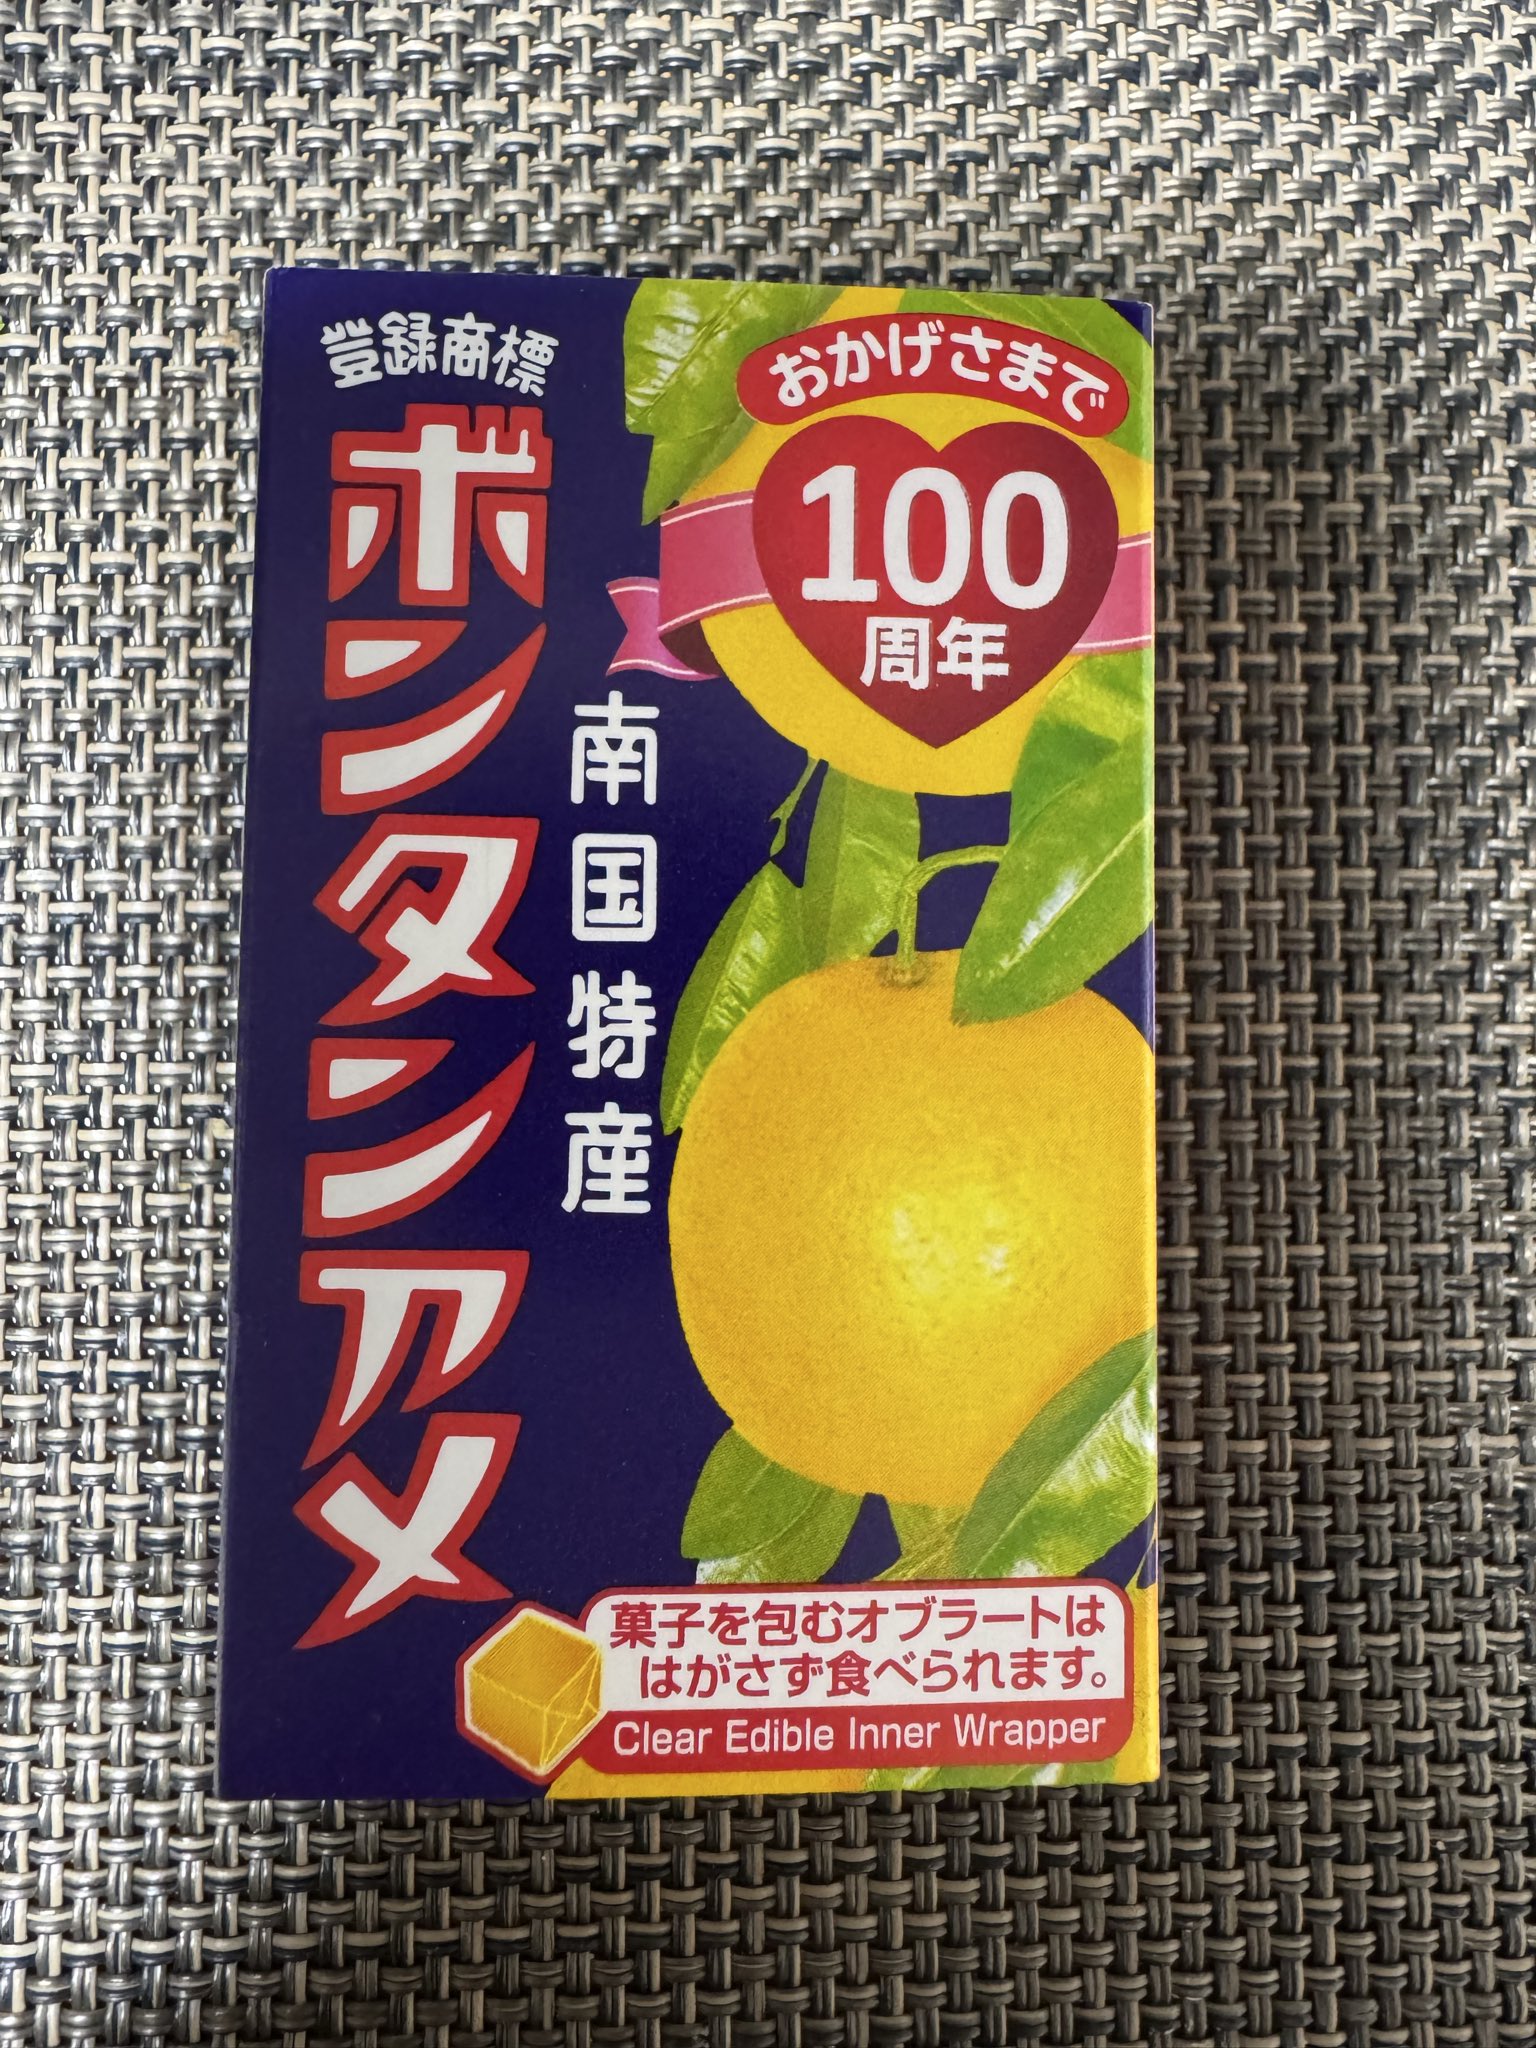 登録商標
ボンタンアメ
南国特産
おかげさまで
100
周年
菓子を包むオブラートは
はがさず食べられます。
Clear Edible Inner Wrapper